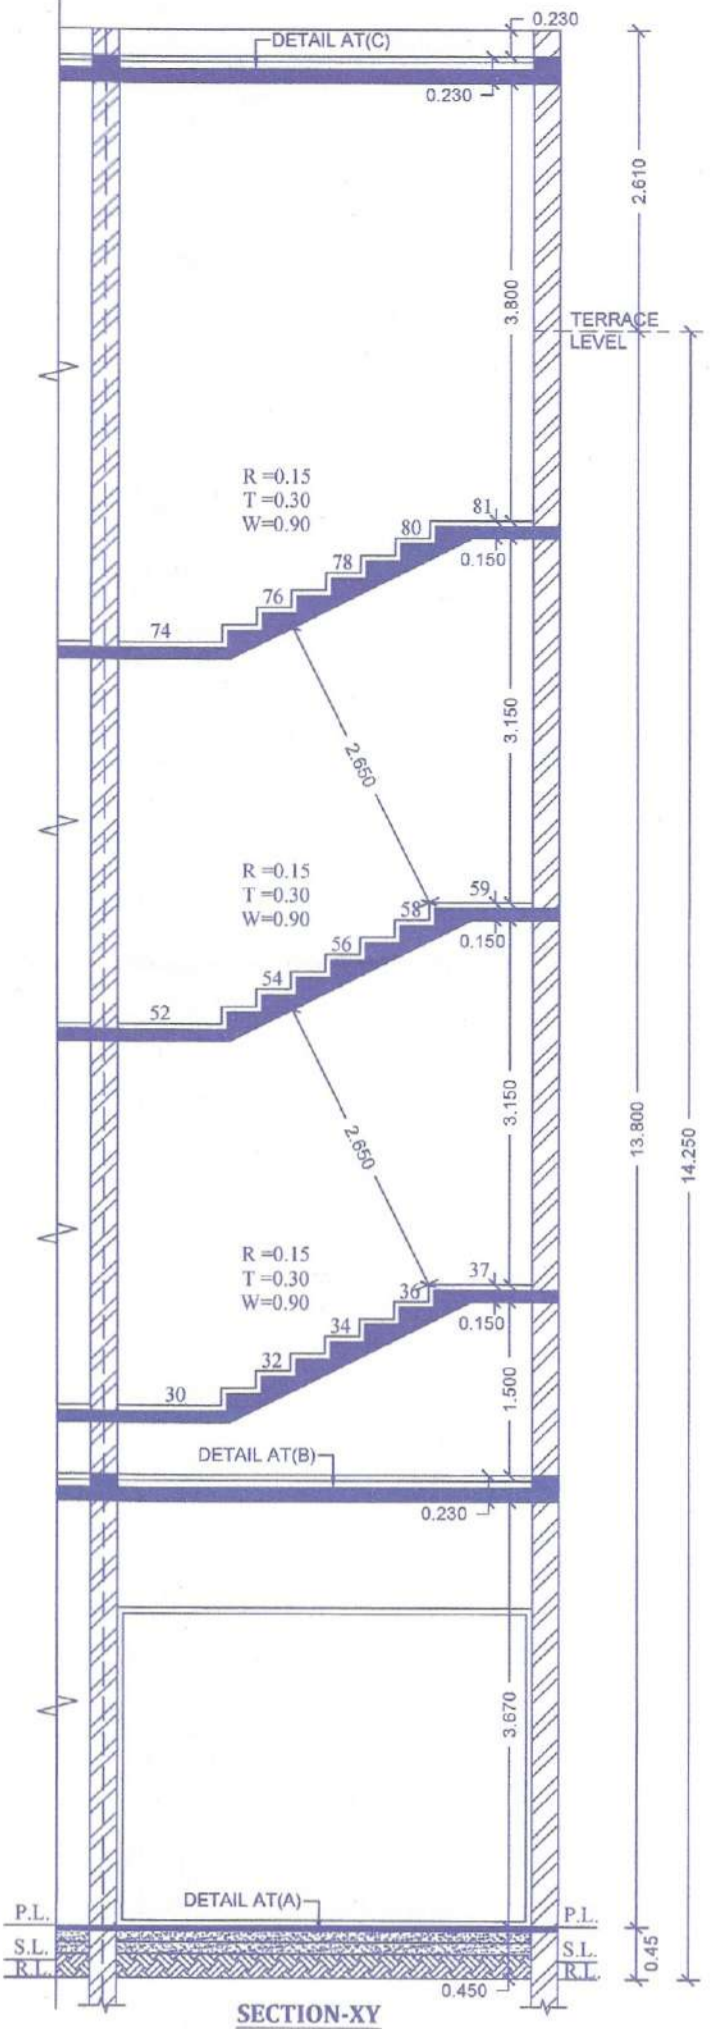 0.230
DETAIL AT(C)
0.230
2.610
3.800
TERRACE
LEVEL
R =0.15
T =0.30
W=0.90
81
80
78
0.150
76
74
3.150
2.650
R =0.15
T =0.30
W=0.90
59
58
56
0.150
54
52
13.800
14.250
3.150
2.650
R =0.15
T =0.30
W=0.90
37
36
34
0.150
32
30
1.500
DETAIL AT(B)
0.230
3.670
DETAIL AT(A)
P.L. P.L.
S.L. S.L.
R.L. R.L.
0.45
0.450
SECTION-XY